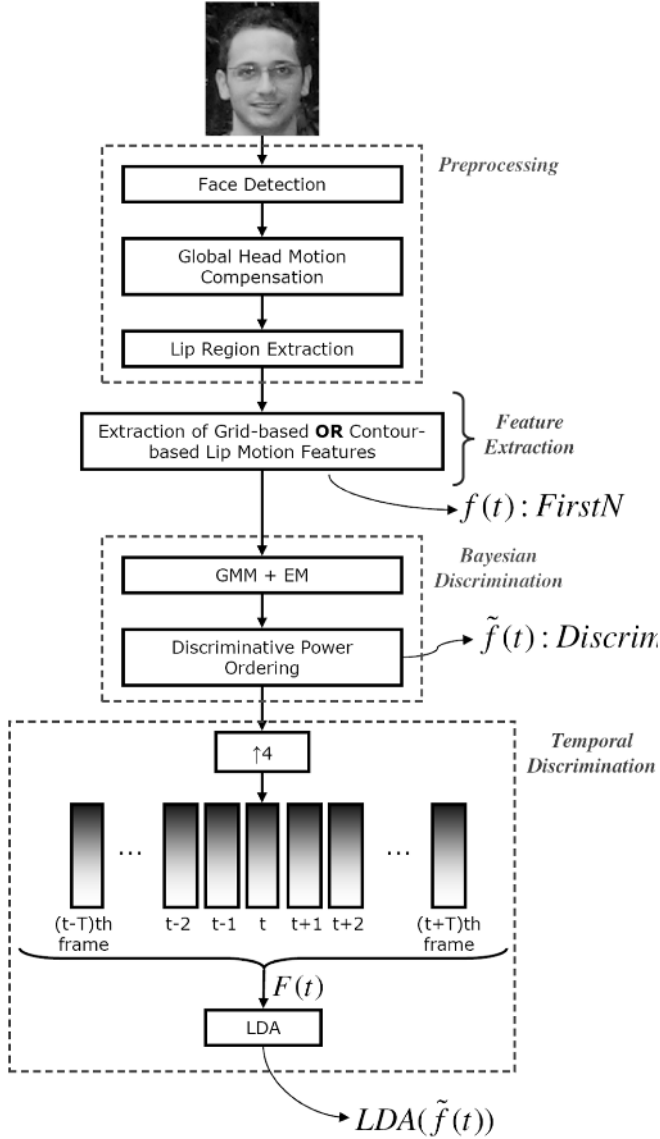 Preprocessing
Face Detection
Global Head Motion
Compensation
Lip Region Extraction
Extraction of Grid-based OR Contour-
based Lip Motion Features
Feature
Extraction
f(t) : FirstN
Bayesian
Discrimination
GMM + EM
Discriminative Power
Ordering
f̃(t) : Discrim
Temporal
Discrimination
↑4
... ...
(t-T)th t-2 t-1 t t+1 t+2 (t+T)th
frame frame
F(t)
LDA
LDA(f̃(t))